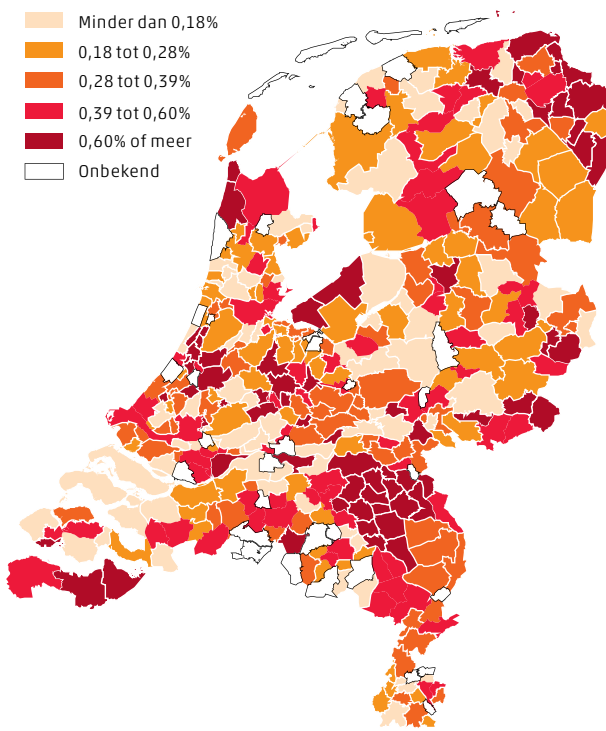 Minder dan 0,18%
0,18 tot 0,28%
0,28 tot 0,39%
0,39 tot 0,60%
0,60% of meer
Onbekend